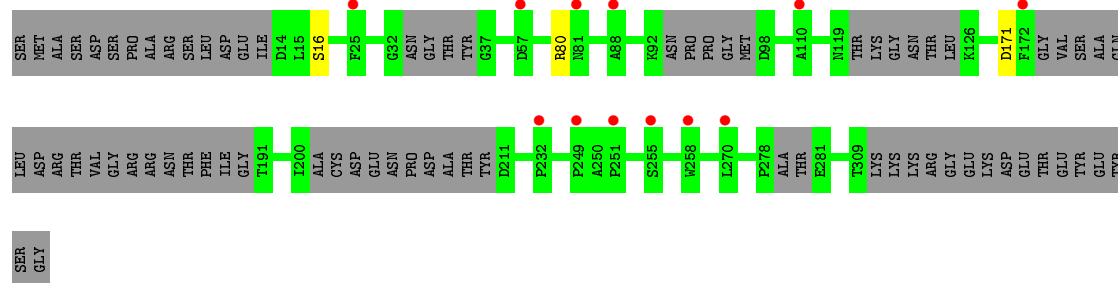 SER MET ALA SER ASP SER SER PRO ALA ARG SER LEU ASP GLU ILE D14 L15 S16 F25 G32 ASN GLY THR TYR G37 D57 R80 N81 A88 K92 ASN PRO PRO GLY MET D98 A110 N119 THR LYS GLY ASN THR LEU K126 D171 F172 GLY VAL SER ALA
LEU ASP ARG THR VAL GLY ARG ARG ASN THR PHE ILE GLY T191 I200 ALA CYS ASP GLU ASN PRO ASP ALA THR TYR D211 P232 P249 A250 P251 S255 W258 L270 P278 ALA THR E281 T309 LYS LYS LYS ARG GLY GLU LYS ASP GLU THR GLU TYR GLU
SER GLY